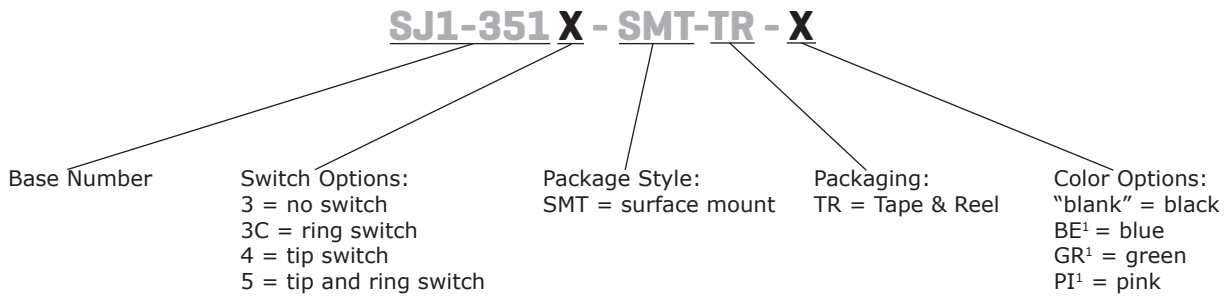 SJ1-351 X - SMT-TR - X
Base Number
Switch Options:
3 = no switch
3C = ring switch
4 = tip switch
5 = tip and ring switch
Package Style:
SMT = surface mount
Packaging:
TR = Tape & Reel
Color Options:
"blank" = black
BE¹ = blue
GR¹ = green
PI¹ = pink